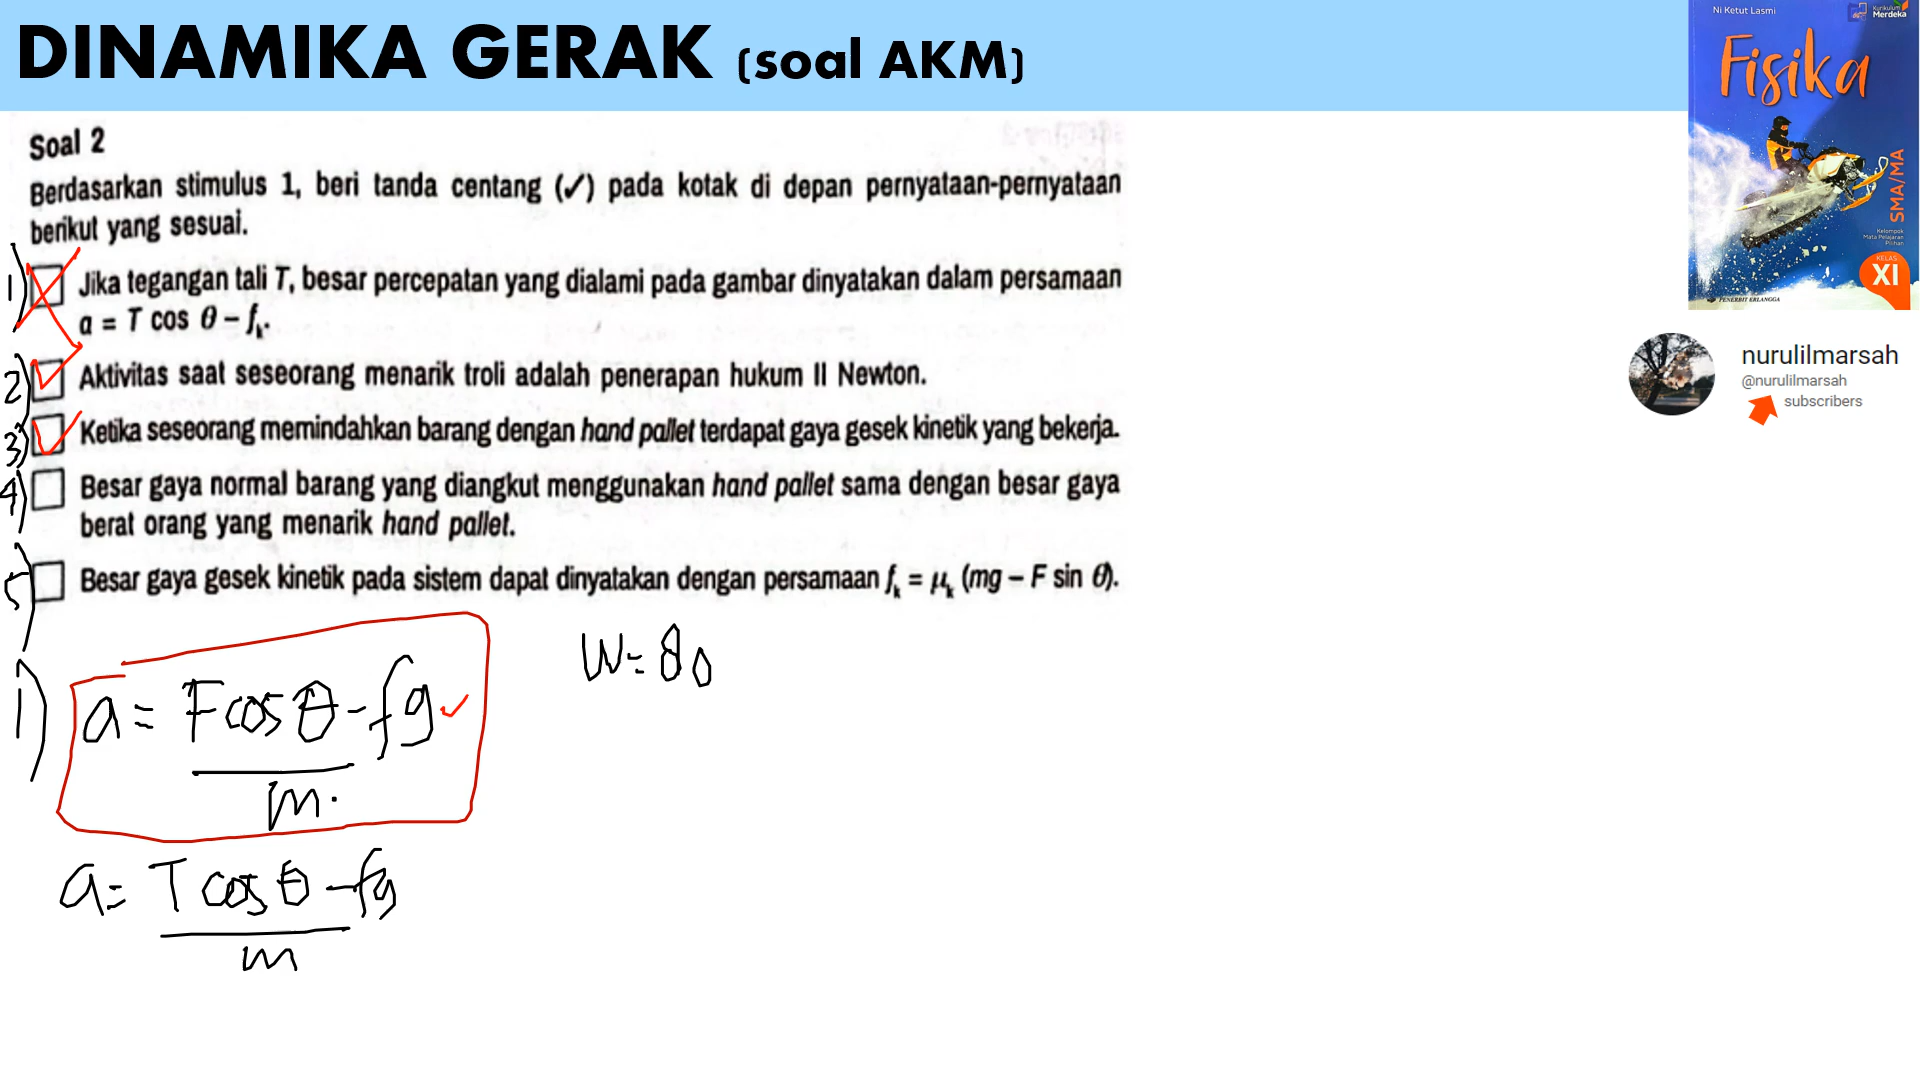 DINAMIKA GERAK (soal AKM)
Ni Ketut Lasmi
Kurikulum
Merdeka
Fisika
SMA/MA
Kelompok
Mata Pelajaran
Pilihan
KELAS
XI
PENERBIT ERLANGGA
nurulilmarsah
@nurulilmarsah
subscribers
Soal 2
Berdasarkan stimulus 1, beri tanda centang (✓) pada kotak di depan pernyataan-pernyataan
berikut yang sesuai.
1) Jika tegangan tali T, besar percepatan yang dialami pada gambar dinyatakan dalam persamaan
a = T cos θ – fₖ.
2) Aktivitas saat seseorang menarik troli adalah penerapan hukum II Newton.
3) Ketika seseorang memindahkan barang dengan hand pallet terdapat gaya gesek kinetik yang bekerja.
4) Besar gaya normal barang yang diangkut menggunakan hand pallet sama dengan besar gaya
berat orang yang menarik hand pallet.
5) Besar gaya gesek kinetik pada sistem dapat dinyatakan dengan persamaan fₖ = μₖ (mg – F sin θ).
1) a = F cos θ - fg ✓
m.
a = T cos θ - fg
m
W = 80